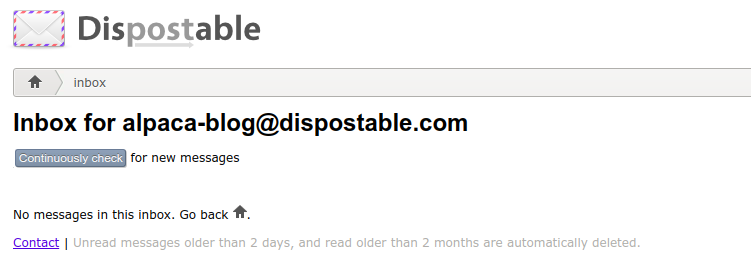 Dispostable
inbox
Inbox for alpaca-blog@dispostable.com
Continuously check for new messages
No messages in this inbox. Go back .
Contact | Unread messages older than 2 days, and read older than 2 months are automatically deleted.